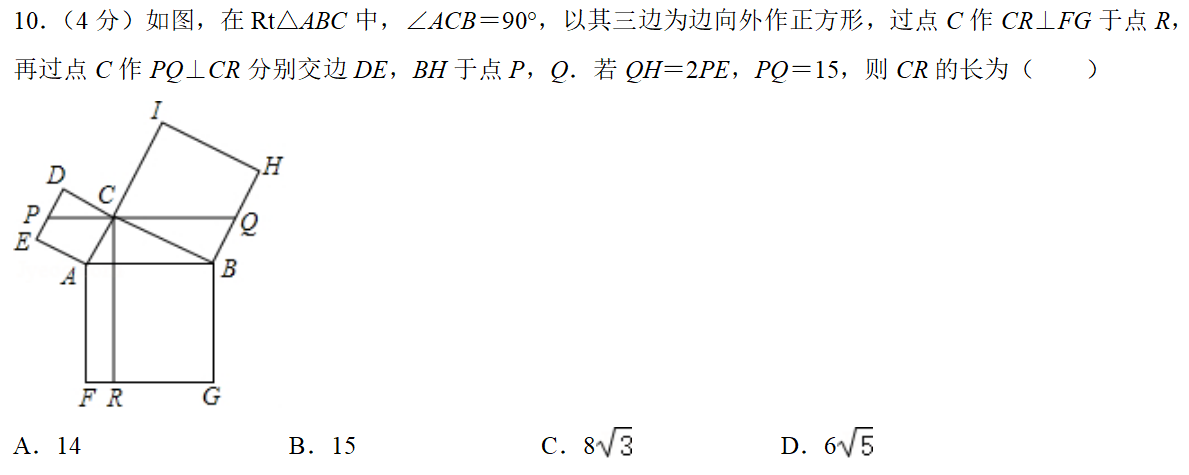 10.（4 分）如图，在 Rt△ABC 中，∠ACB＝90°，以其三边为边向外作正方形，过点 C 作 CR⊥FG 于点 R，
再过点 C 作 PQ⊥CR 分别交边 DE，BH 于点 P，Q．若 QH＝2PE，PQ＝15，则 CR 的长为（　　）
I
H
D
C
P
Q
E
A
B
F R G
A．14 B．15 C．8√3 D．6√5